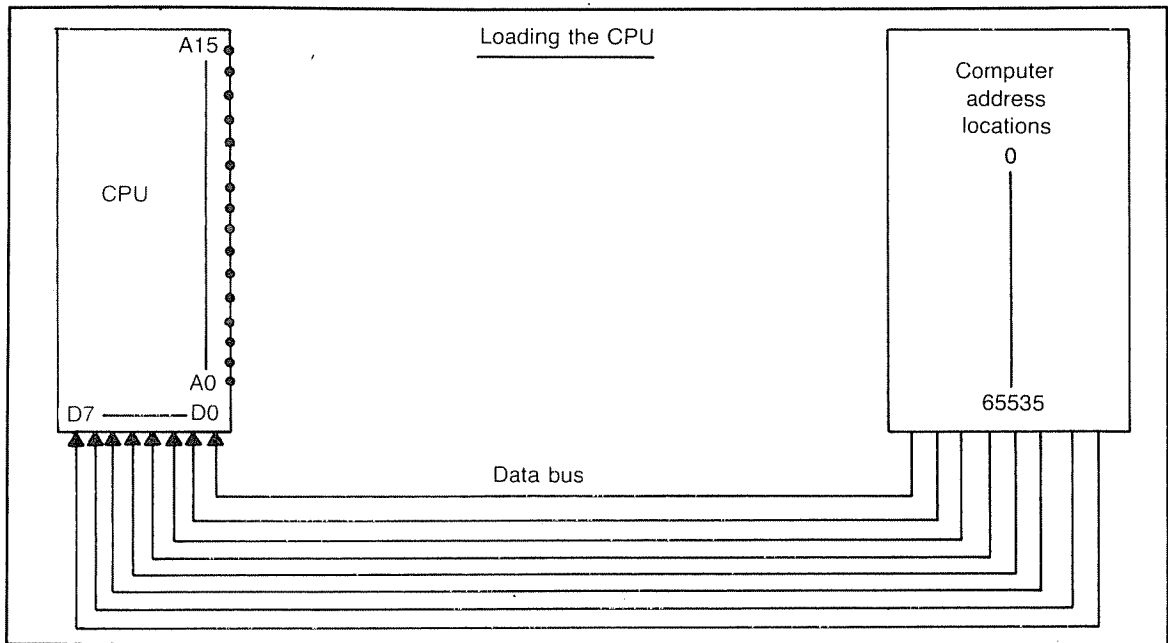 Loading the CPU
A15
CPU
A0
D7 D0
Computer
address
locations
0
65535
Data bus